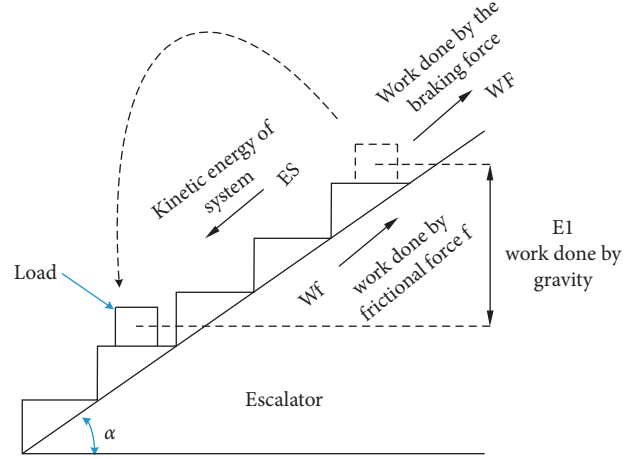 Work done by the
braking force
WF
Kinetic energy of
system
ES
Load
Wf
work done by
frictional force f
E1
work done by
gravity
Escalator
α